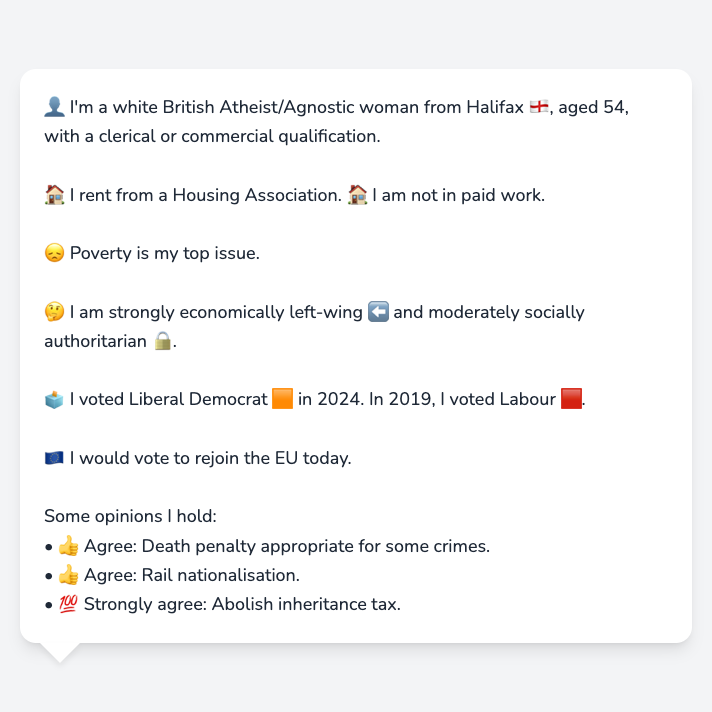 👤 I'm a white British Atheist/Agnostic woman from Halifax 🏴󠁧󠁢󠁥󠁮󠁧󠁿, aged 54,
with a clerical or commercial qualification.
🏠 I rent from a Housing Association. 🏠 I am not in paid work.
😞 Poverty is my top issue.
🤔 I am strongly economically left-wing ⬅️ and moderately socially
authoritarian 🔒.
🗳️ I voted Liberal Democrat 🟧 in 2024. In 2019, I voted Labour 🟥.
🇪🇺 I would vote to rejoin the EU today.
Some opinions I hold:
• 👍 Agree: Death penalty appropriate for some crimes.
• 👍 Agree: Rail nationalisation.
• 💯 Strongly agree: Abolish inheritance tax.